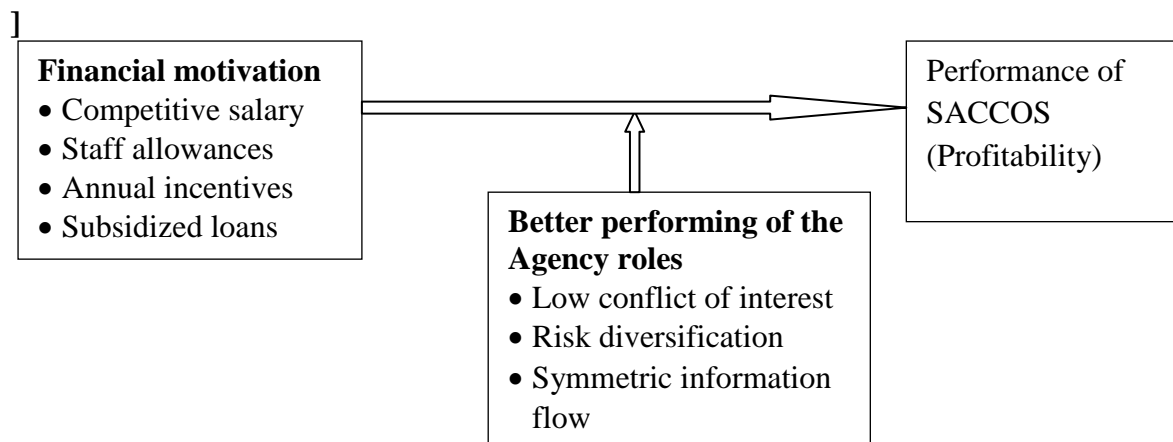 ]
Financial motivation
• Competitive salary
• Staff allowances
• Annual incentives
• Subsidized loans
Performance of
SACCOS
(Profitability)
Better performing of the
Agency roles
• Low conflict of interest
• Risk diversification
• Symmetric information
flow